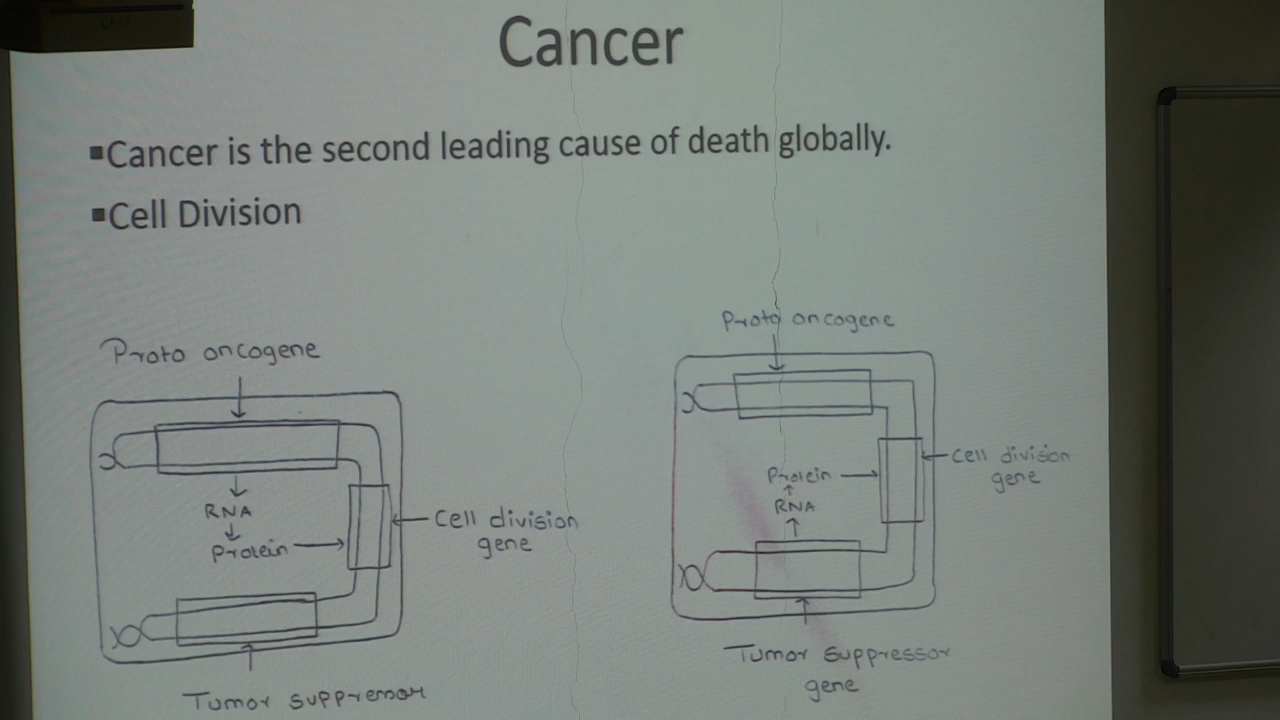 Cancer
▪Cancer is the second leading cause of death globally.
▪Cell Division
Proto oncogene
RNA
Protein
Cell division
gene
Tumor suppressor
Proto oncogene
Cell division
gene
Protein
RNA
Tumor suppressor
gene